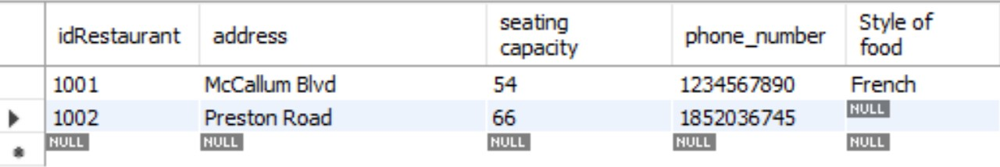 idRestaurant address seating capacity phone_number Style of food
1001 McCallum Blvd 54 1234567890 French
1002 Preston Road 66 1852036745 NULL
NULL NULL NULL NULL NULL